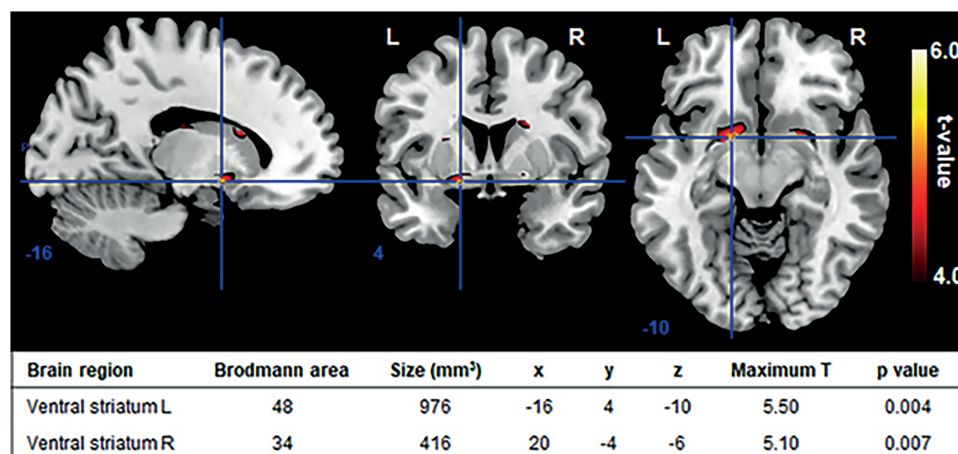 L R L R 6.0
t-value
P
-16 4 -10 4.0
Brain region Brodmann area Size (mm³) x y z Maximum T p value
Ventral striatum L 48 976 -16 4 -10 5.50 0.004
Ventral striatum R 34 416 20 -4 -6 5.10 0.007